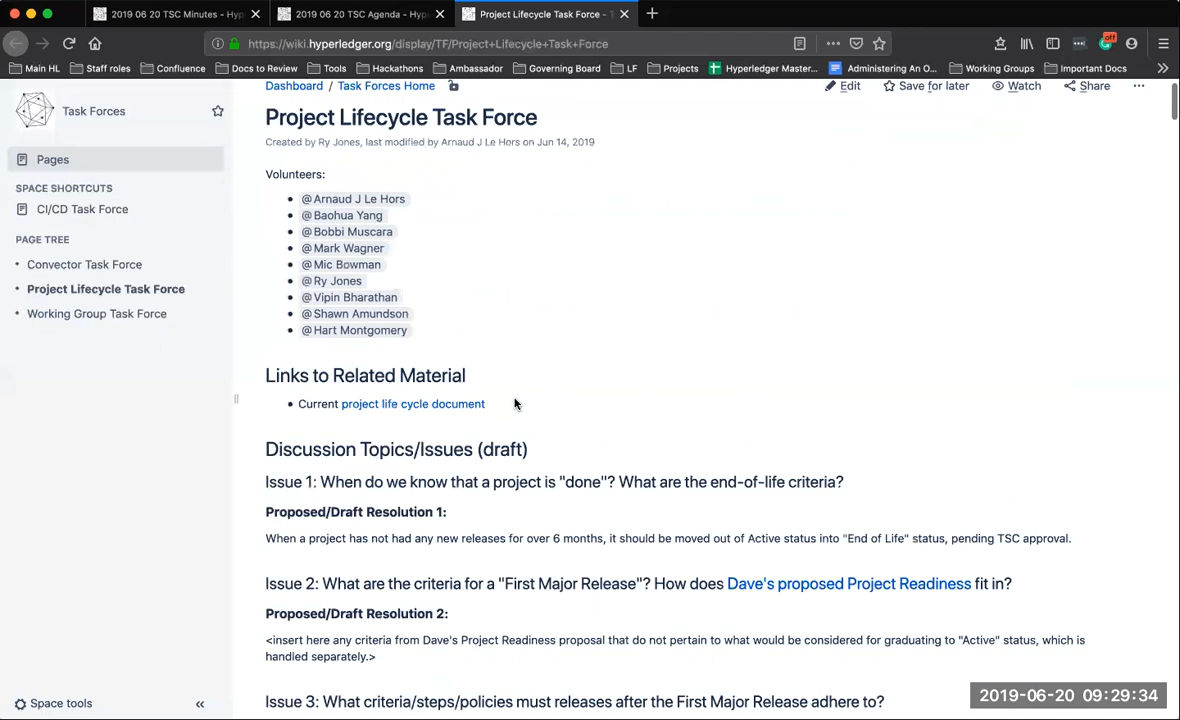 2019 06 20 TSC Minutes - Hype
2019 06 20 TSC Agenda - Hype
Project Lifecycle Task Force - T
https://wiki.hyperledger.org/display/TF/Project+Lifecycle+Task+Force
off
Main HL Staff roles Confluence Docs to Review Tools Hackathons Ambassador Governing Board LF Projects Hyperledger Master... Administering An O... Working Groups Important Docs
Dashboard / Task Forces Home
Edit Save for later Watch Share
Task Forces
Project Lifecycle Task Force
Created by Ry Jones, last modified by Arnaud J Le Hors on Jun 14, 2019
Pages
SPACE SHORTCUTS
CI/CD Task Force
PAGE TREE
Convector Task Force
Project Lifecycle Task Force
Working Group Task Force
Volunteers:
@Arnaud J Le Hors
@Baohua Yang
@Bobbi Muscara
@Mark Wagner
@Mic Bowman
@Ry Jones
@Vipin Bharathan
@Shawn Amundson
@Hart Montgomery
Links to Related Material
Current project life cycle document
Discussion Topics/Issues (draft)
Issue 1: When do we know that a project is "done"? What are the end-of-life criteria?
Proposed/Draft Resolution 1:
When a project has not had any new releases for over 6 months, it should be moved out of Active status into "End of Life" status, pending TSC approval.
Issue 2: What are the criteria for a "First Major Release"? How does Dave's proposed Project Readiness fit in?
Proposed/Draft Resolution 2:
<insert here any criteria from Dave's Project Readiness proposal that do not pertain to what would be considered for graduating to "Active" status, which is
handled separately.>
Issue 3: What criteria/steps/policies must releases after the First Major Release adhere to?
Space tools
2019-06-20 09:29:34